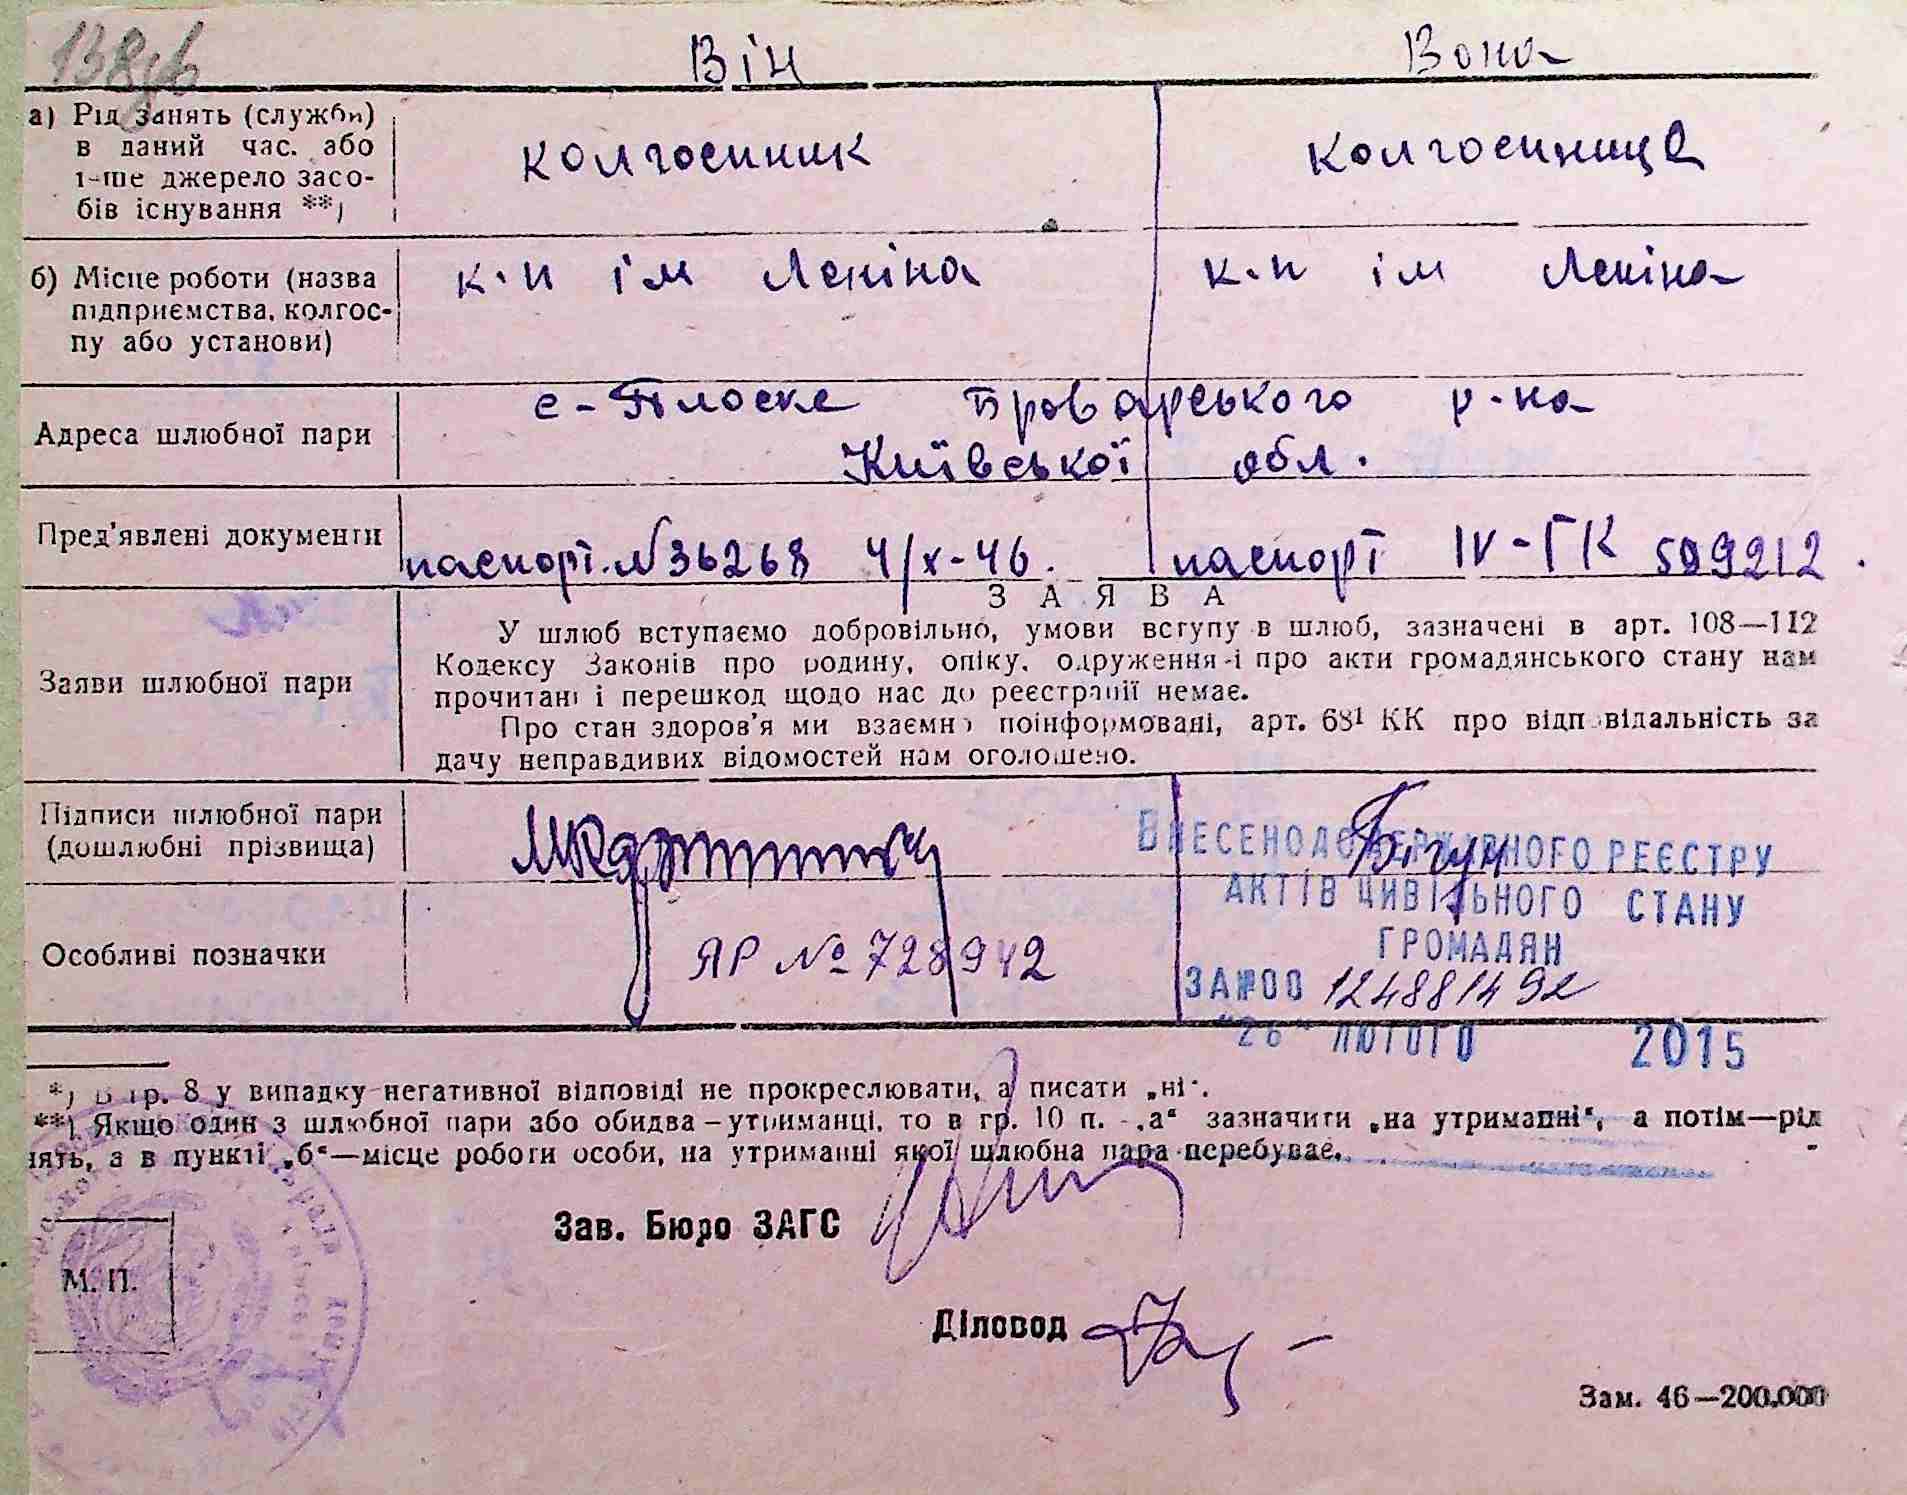 138зв
Він Вона
а) Рід занять (служби) в даний час, або інше джерело засобів існування **) колгоспник колгоспниця
б) Місце роботи (назва підприємства, колгоспу або установи) к-п ім Леніна к-п ім Леніна
Адреса шлюбної пари с-Плоске Броварського р-на
Київської обл.
Пред'явлені документи паспорт. №36268 4/X-46. паспорт IV-ГК 599212.
ЗАЯВА
Заяви шлюбної пари
У шлюб вступаємо добровільно, умови вступу в шлюб, зазначені в арт. 108—112
Кодексу Законів про родину, опіку, одруження і про акти громадянського стану нам
прочитані і перешкод щодо нас до реєстрації немає.
Про стан здоров'я ми взаємно поінформовані, арт. 68¹ КК про відповідальність за
дачу неправдивих відомостей нам оголошено.
Підписи шлюбної пари
(дошлюбні прізвища) Бігун
ВНЕСЕНО ДО ДЕРЖАВНОГО РЕЄСТРУ
АКТІВ ЦИВІЛЬНОГО СТАНУ
ГРОМАДЯН
Особливі позначки ЯР № 728942
ЗА №00 124881492
"26" ЛЮТОГО 2015
*) В гр. 8 у випадку негативної відповіді не прокреслювати, а писати „ні".
**) Якщо один з шлюбної пари або обидва—утриманці, то в гр. 10 п. „а" зазначити „на утриманні", а потім—рід
нять, а в пункті „б"—місце роботи особи, на утриманні якої шлюбна пара перебуває.
Зав. Бюро ЗАГС
М. П.
Діловод
Зам. 46—200.000